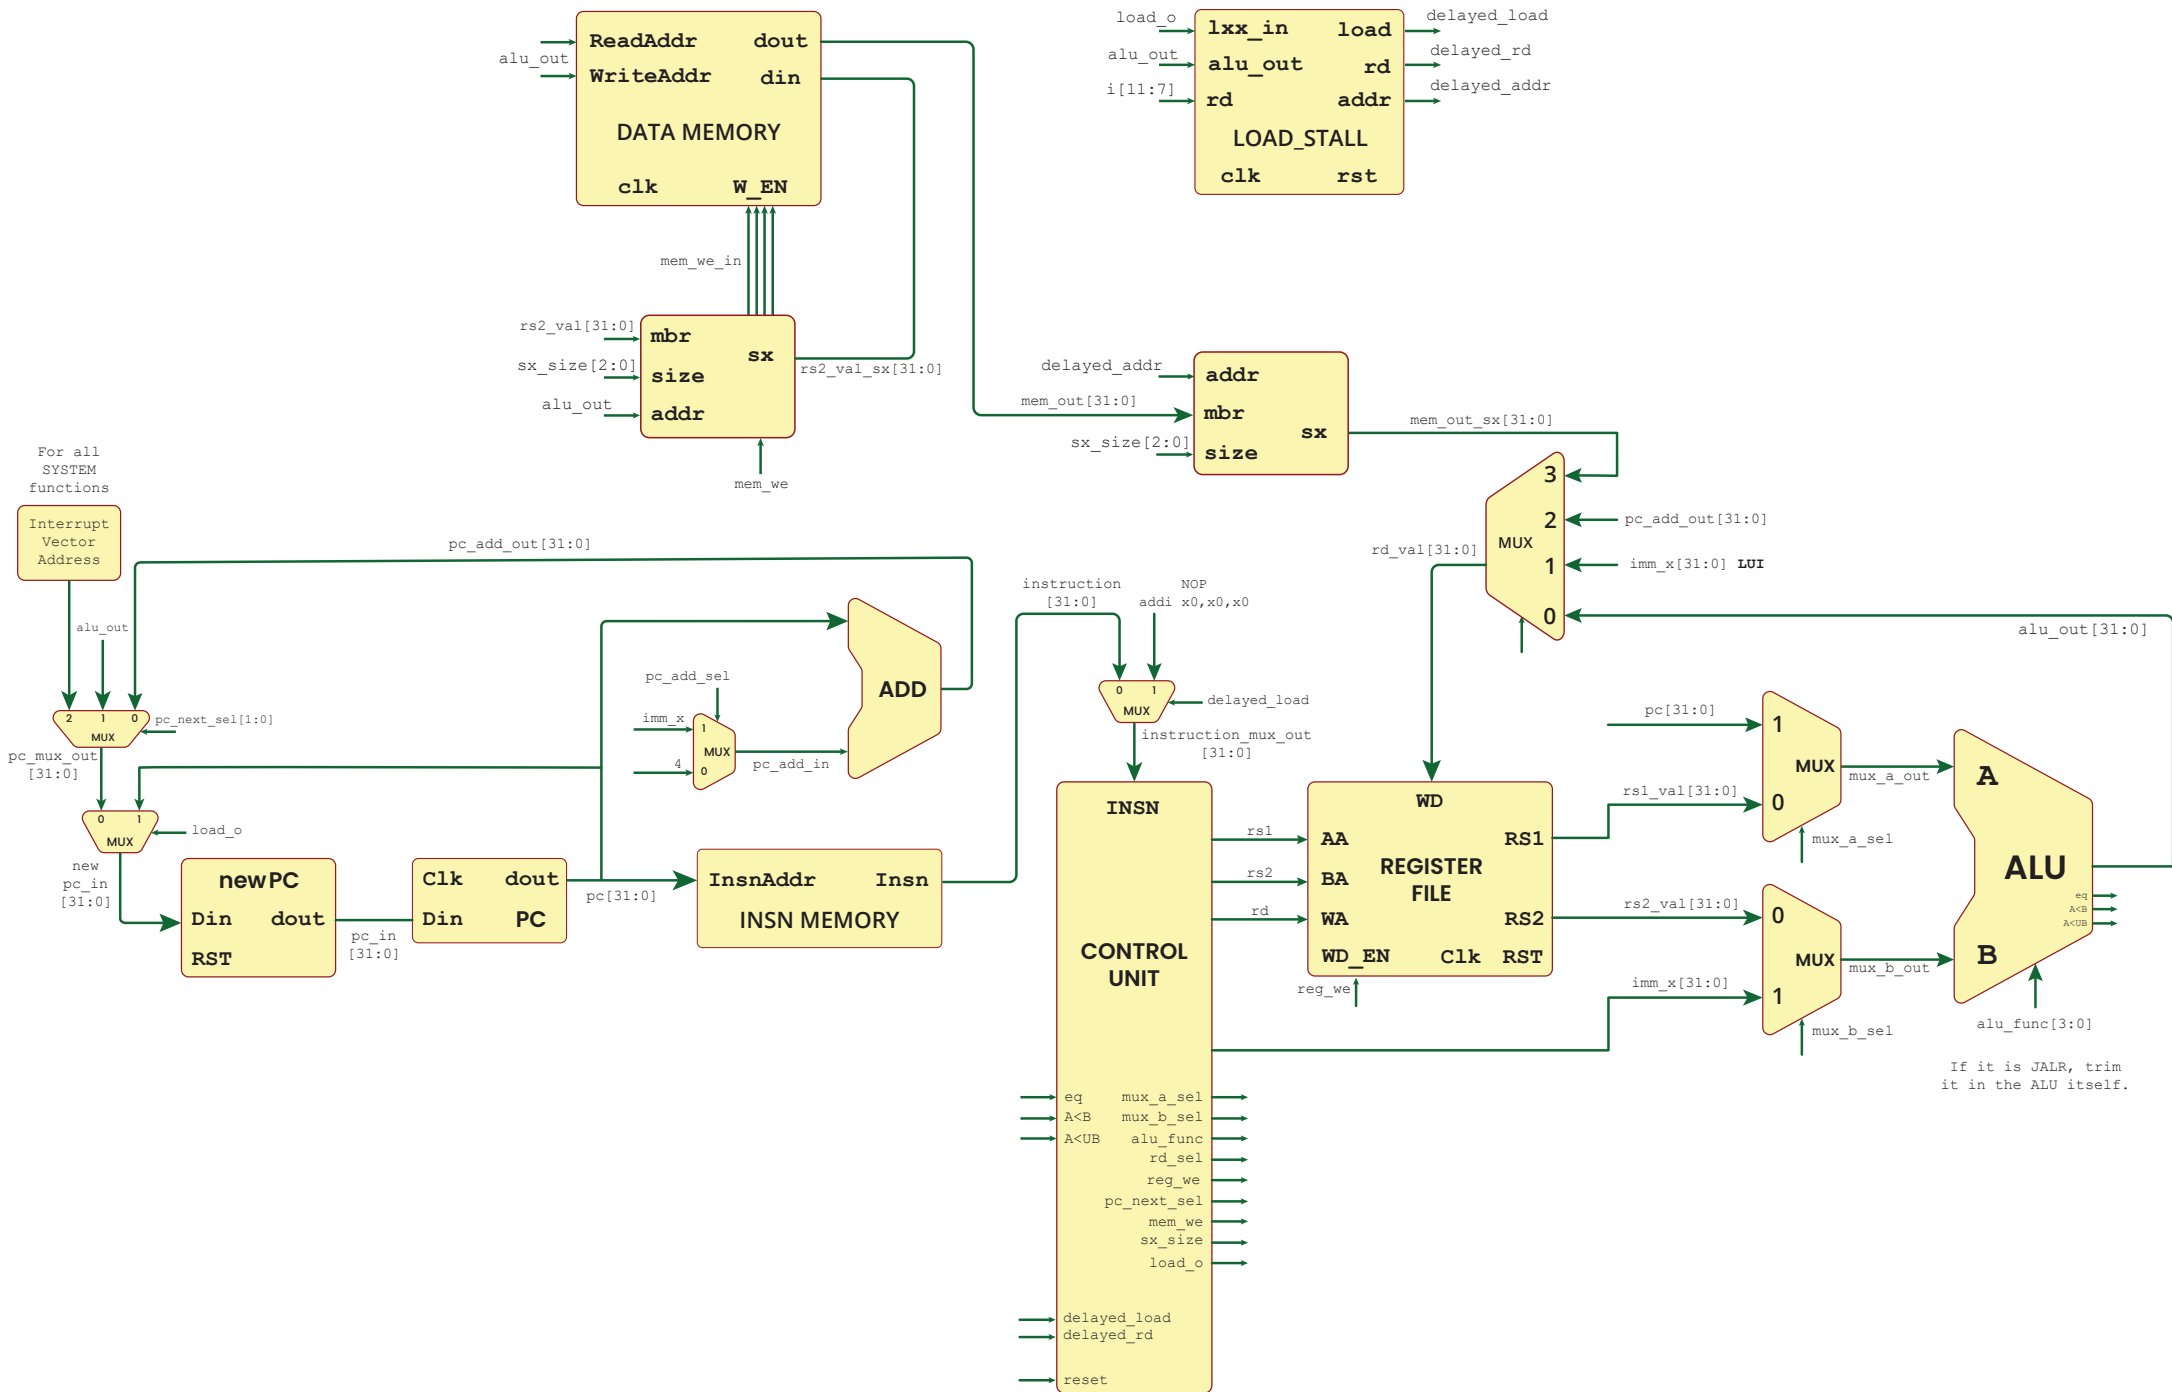 ReadAddr
dout
WriteAddr
din
DATA MEMORY
clk
W_EN
alu_out
load_o
alu_out
i[11:7]
lxx_in
load
alu_out
rd
rd
addr
LOAD_STALL
clk
rst
delayed_load
delayed_rd
delayed_addr
mem_we_in
rs2_val[31:0]
sx_size[2:0]
alu_out
mbr
sx
size
addr
rs2_val_sx[31:0]
mem_we
delayed_addr
mem_out[31:0]
sx_size[2:0]
addr
mbr
sx
size
mem_out_sx[31:0]
For all
SYSTEM
functions
Interrupt
Vector
Address
pc_add_out[31:0]
alu_out
2 1 0
MUX
pc_next_sel[1:0]
pc_mux_out
[31:0]
0 1
MUX
load_o
new
pc_in
[31:0]
newPC
Din
dout
RST
pc_in
[31:0]
Clk
dout
Din
PC
pc[31:0]
pc_add_sel
imm_x
1
MUX
4
0
pc_add_in
ADD
InsnAddr
Insn
INSN MEMORY
instruction
[31:0]
NOP
addi x0,x0,x0
0 1
MUX
delayed_load
instruction_mux_out
[31:0]
3
2
MUX
1
0
pc_add_out[31:0]
imm_x[31:0] LUI
rd_val[31:0]
alu_out[31:0]
INSN
CONTROL
UNIT
rs1
rs2
rd
WD
AA
RS1
REGISTER
FILE
BA
WA
RS2
WD_EN
Clk
RST
reg_we
pc[31:0]
rs1_val[31:0]
1
MUX
0
mux_a_out
mux_a_sel
rs2_val[31:0]
imm_x[31:0]
0
MUX
1
mux_b_out
mux_b_sel
A
ALU
B
eq
A<B
A<UB
alu_func[3:0]
If it is JALR, trim
it in the ALU itself.
eq
A<B
A<UB
mux_a_sel
mux_b_sel
alu_func
rd_sel
reg_we
pc_next_sel
mem_we
sx_size
load_o
delayed_load
delayed_rd
reset